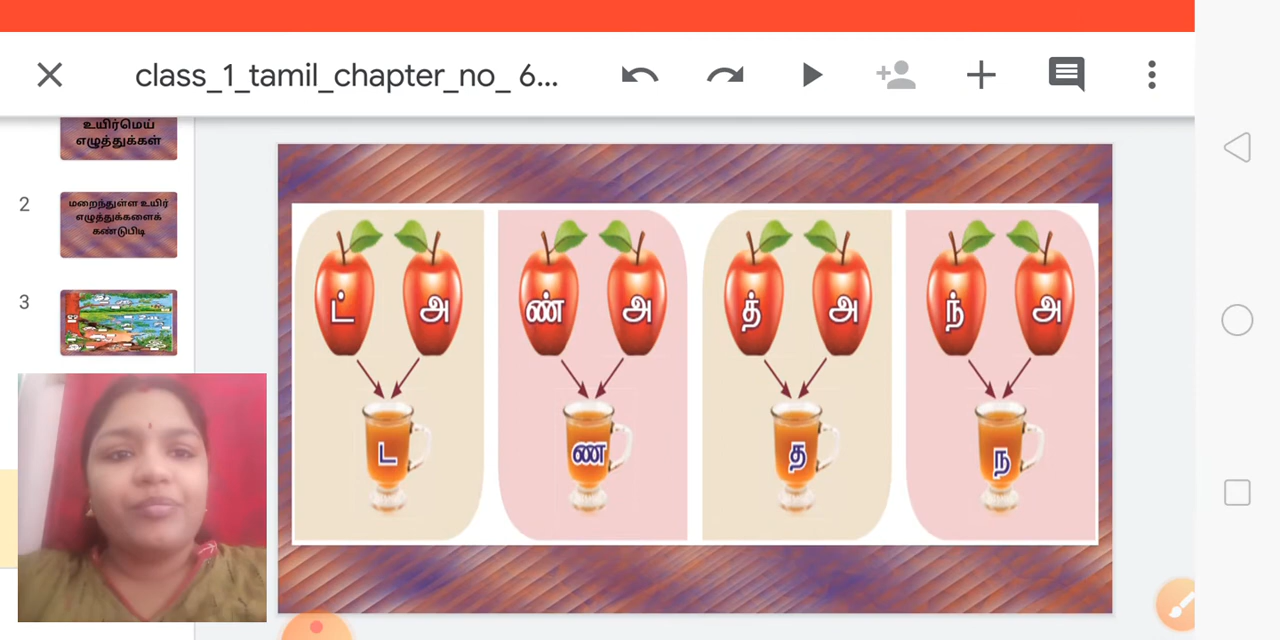 class_1_tamil_chapter_no_ 6...
உயிர்மெய்
எழுத்துக்கள்
2
மறைந்துள்ள உயிர்
எழுத்துக்களைக்
கண்டுபிடி
3
ட் அ ண் அ த் அ ந் அ
ட ண த ந